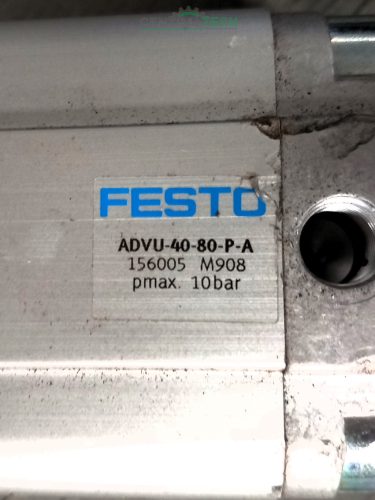 FESTO
ADVU-40-80-P-A
156005 M908
pmax. 10bar